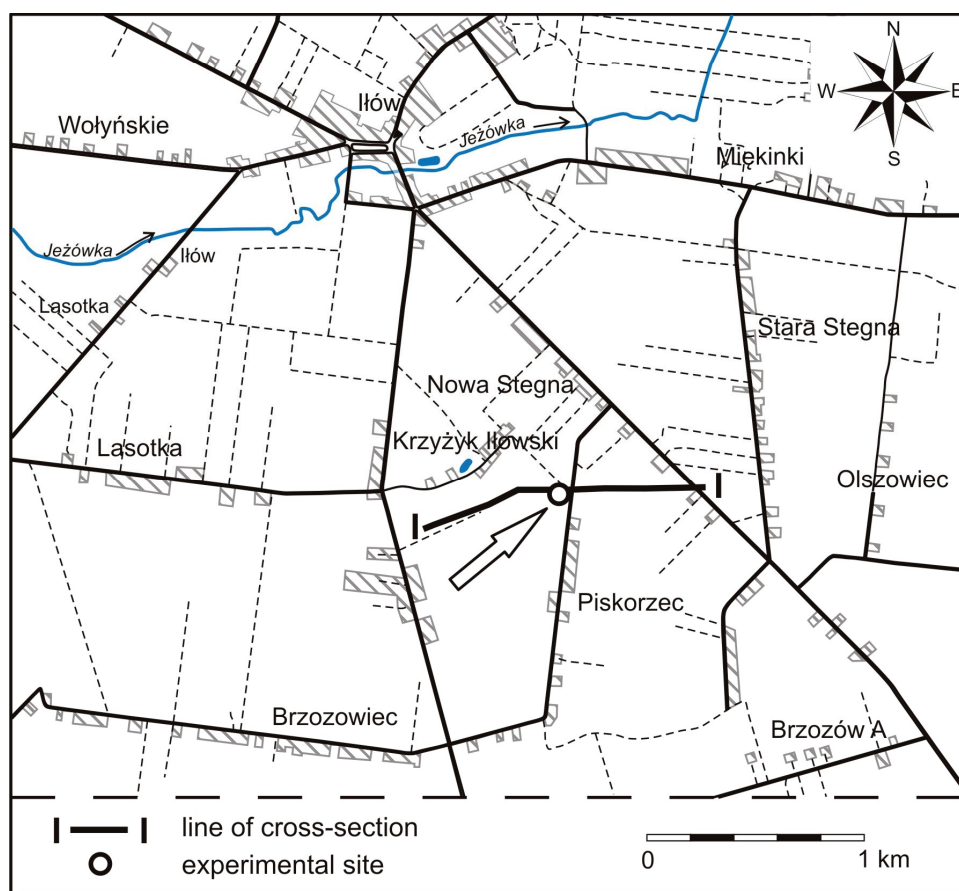 N
W
E
S
Iłów
Wołyńskie
Jeżówka
Miękinki
Jeżówka
Iłów
Lasotka
Stara Stegna
Nowa Stegna
Krzyżyk Iłowski
Lasotka
Olszowiec
I
I
Piskorzec
Brzozowiec
Brzozów A
I I line of cross-section
experimental site
0 1 km